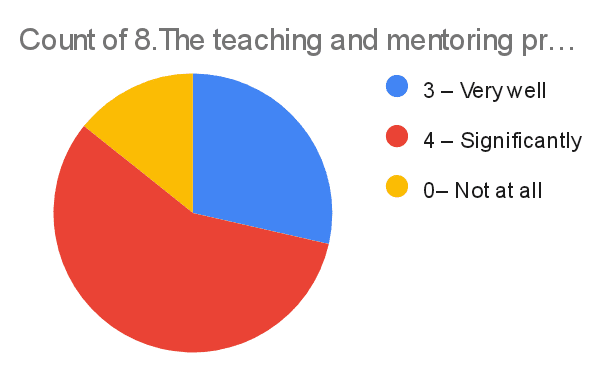 Count of 8.The teaching and mentoring pr…
3 – Very well
4 – Significantly
0– Not at all